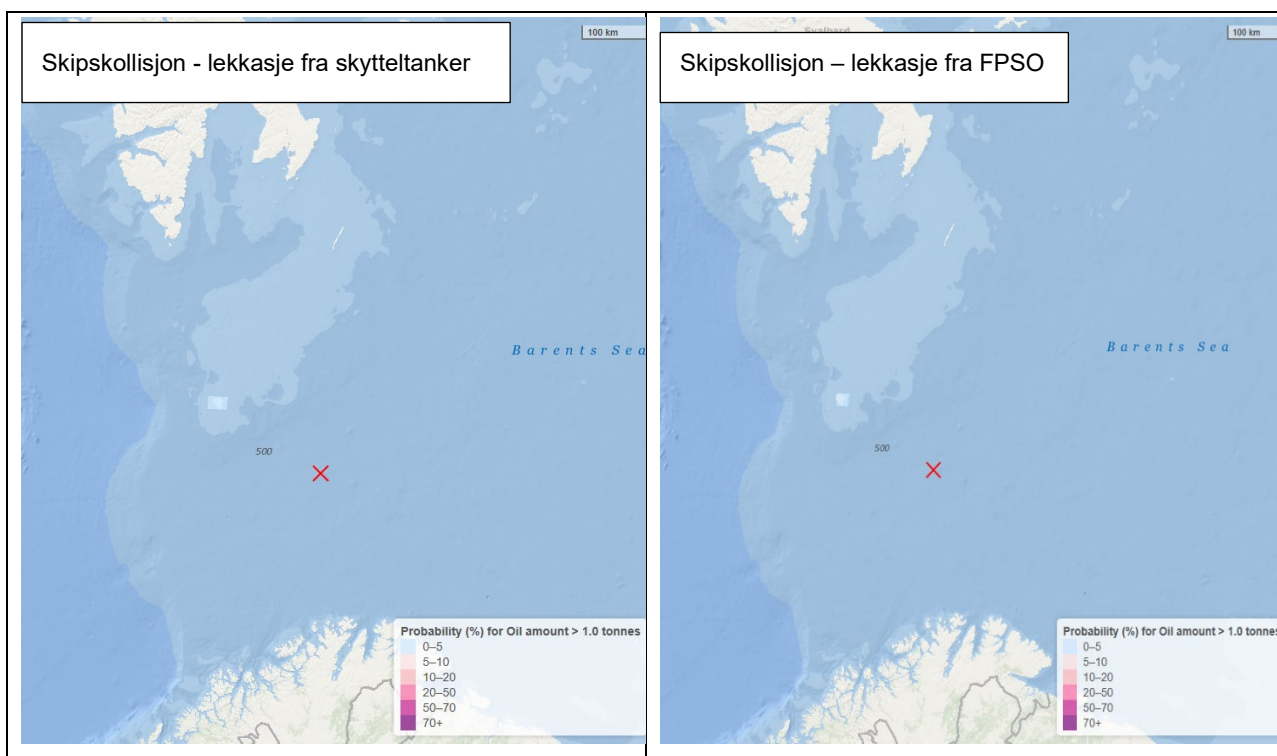 Skipskollisjon - lekkasje fra skytteltanker
100 km
Barents Sea
500
Probability (%) for Oil amount > 1.0 tonnes
0–5
5–10
10–20
20–50
50–70
70+
Svalbard
Skipskollisjon – lekkasje fra FPSO
100 km
Barents Sea
500
Probability (%) for Oil amount > 1.0 tonnes
0–5
5–10
10–20
20–50
50–70
70+